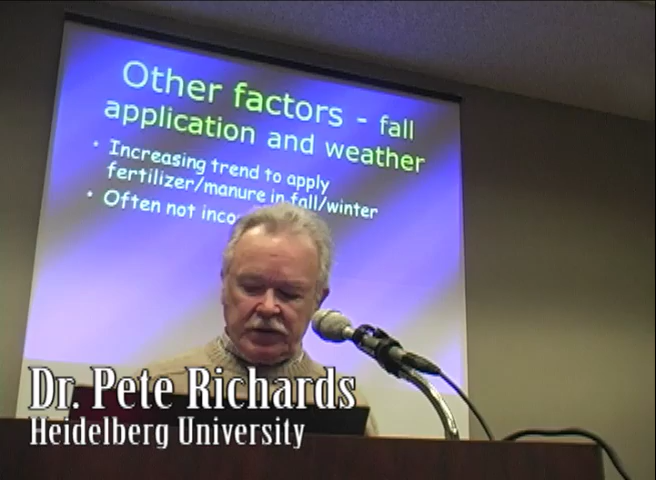 Other factors - fall
application and weather
• Increasing trend to apply
fertilizer/manure in fall/winter
• Often not
Dr. Pete Richards
Heidelberg University